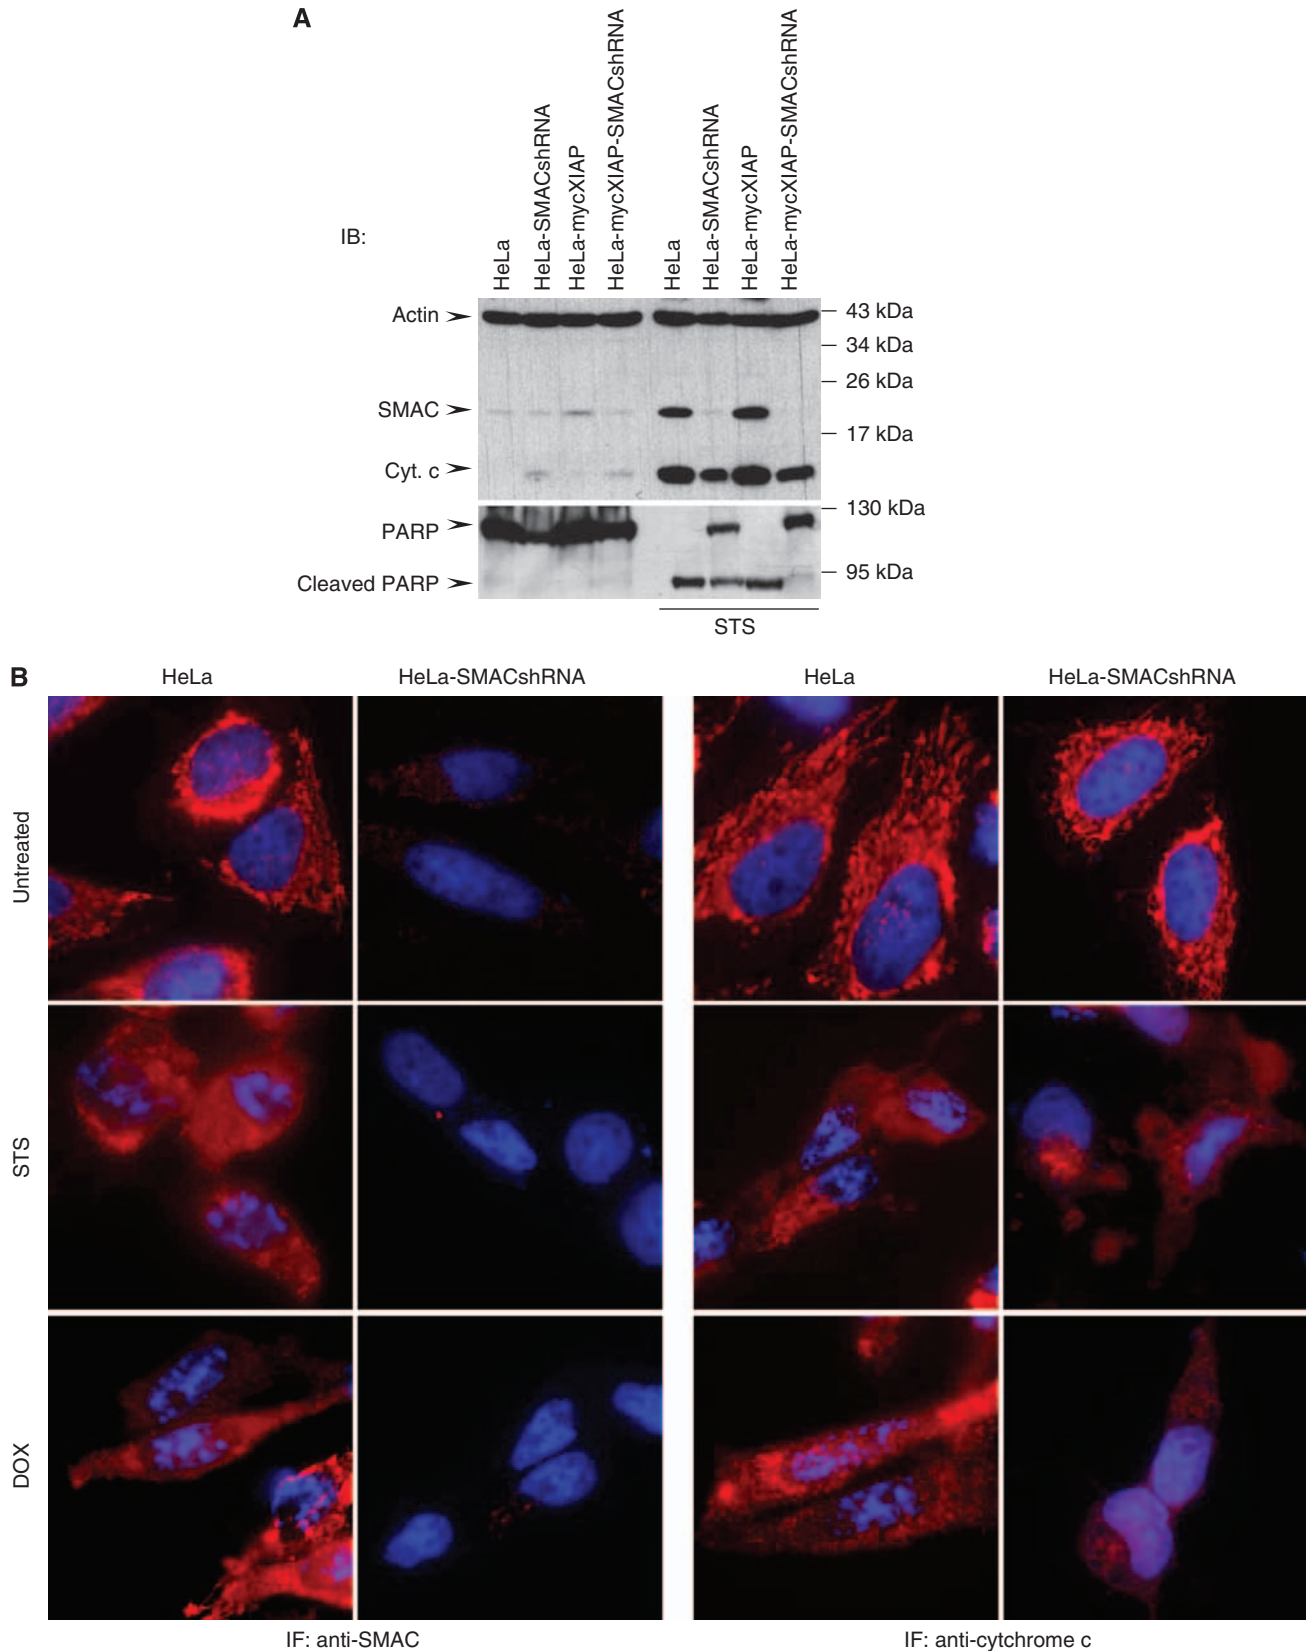 A
HeLa
HeLa-SMACshRNA
HeLa-mycXIAP
HeLa-mycXIAP-SMACshRNA
HeLa
HeLa-SMACshRNA
HeLa-mycXIAP
HeLa-mycXIAP-SMACshRNA
IB:
Actin
SMAC
Cyt. c
PARP
Cleaved PARP
43 kDa
34 kDa
26 kDa
17 kDa
130 kDa
95 kDa
STS
B
HeLa
HeLa-SMACshRNA
HeLa
HeLa-SMACshRNA
Untreated
STS
DOX
IF: anti-SMAC
IF: anti-cytchrome c